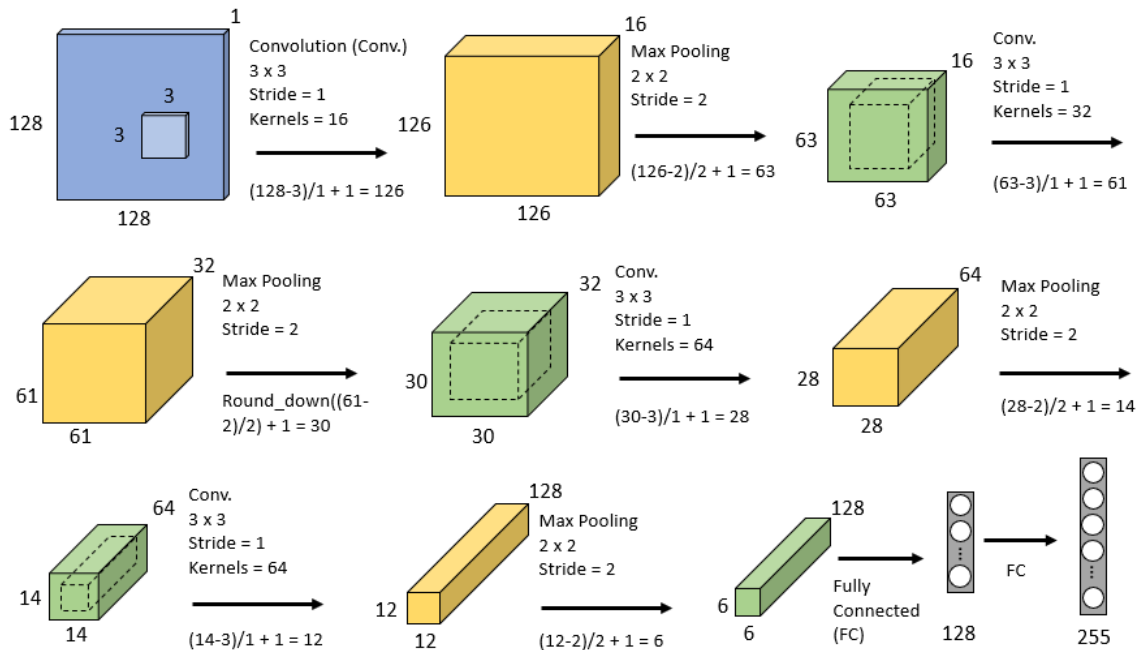 1
Convolution (Conv.)
3 x 3
Stride = 1
Kernels = 16
3
3
128
128
(128-3)/1 + 1 = 126
16
Max Pooling
2 x 2
Stride = 2
126
126
(126-2)/2 + 1 = 63
16
Conv.
3 x 3
Stride = 1
Kernels = 32
63
63
(63-3)/1 + 1 = 61
32
Max Pooling
2 x 2
Stride = 2
61
61
Round_down((61-
2)/2) + 1 = 30
32
Conv.
3 x 3
Stride = 1
Kernels = 64
30
30
(30-3)/1 + 1 = 28
64
Max Pooling
2 x 2
Stride = 2
28
28
(28-2)/2 + 1 = 14
64
Conv.
3 x 3
Stride = 1
Kernels = 64
14
14
(14-3)/1 + 1 = 12
128
Max Pooling
2 x 2
Stride = 2
12
12
(12-2)/2 + 1 = 6
128
6
6
Fully
Connected
(FC)
128
FC
255